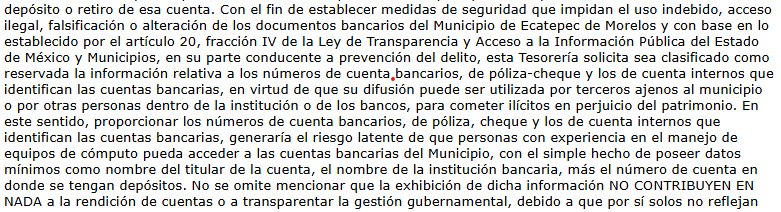 depósito o retiro de esa cuenta. Con el fin de establecer medidas de seguridad que impidan el uso indebido, acceso
ilegal, falsificación o alteración de los documentos bancarios del Municipio de Ecatepec de Morelos y con base en lo
establecido por el artículo 20, fracción IV de la Ley de Transparencia y Acceso a la Información Pública del Estado
de México y Municipios, en su parte conducente a prevención del delito, esta Tesorería solicita sea clasificado como
reservada la información relativa a los números de cuenta bancarios, de póliza-cheque y los de cuenta internos que
identifican las cuentas bancarias, en virtud de que su difusión puede ser utilizada por terceros ajenos al municipio
o por otras personas dentro de la institución o de los bancos, para cometer ilícitos en perjuicio del patrimonio. En
este sentido, proporcionar los números de cuenta bancarios, de póliza, cheque y los de cuenta internos que
identifican las cuentas bancarias, generaría el riesgo latente de que personas con experiencia en el manejo de
equipos de cómputo pueda acceder a las cuentas bancarias del Municipio, con el simple hecho de poseer datos
mínimos como nombre del titular de la cuenta, el nombre de la institución bancaria, más el número de cuenta en
donde se tengan depósitos. No se omite mencionar que la exhibición de dicha información NO CONTRIBUYEN EN
NADA a la rendición de cuentas o a transparentar la gestión gubernamental, debido a que por sí solos no reflejan